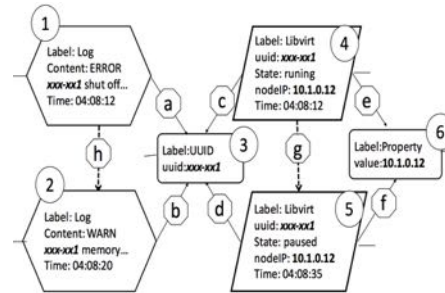 1
Label: Log
Content: ERROR
xxx-xx1 shut off...
Time: 04:08:12
a
h
2
Label: Log
Content: WARN
xxx-xx1 memory...
Time: 04:08:20
b
3
Label:UUID
uuid:xxx-xx1
c
d
4
Label: Libvirt
uuid: xxx-xx1
State: runing
nodeIP: 10.1.0.12
Time: 04:08:12
g
5
Label: Libvirt
uuid: xxx-xx1
State: paused
nodeIP: 10.1.0.12
Time: 04:08:35
e
f
6
Label:Property
value:10.1.0.12